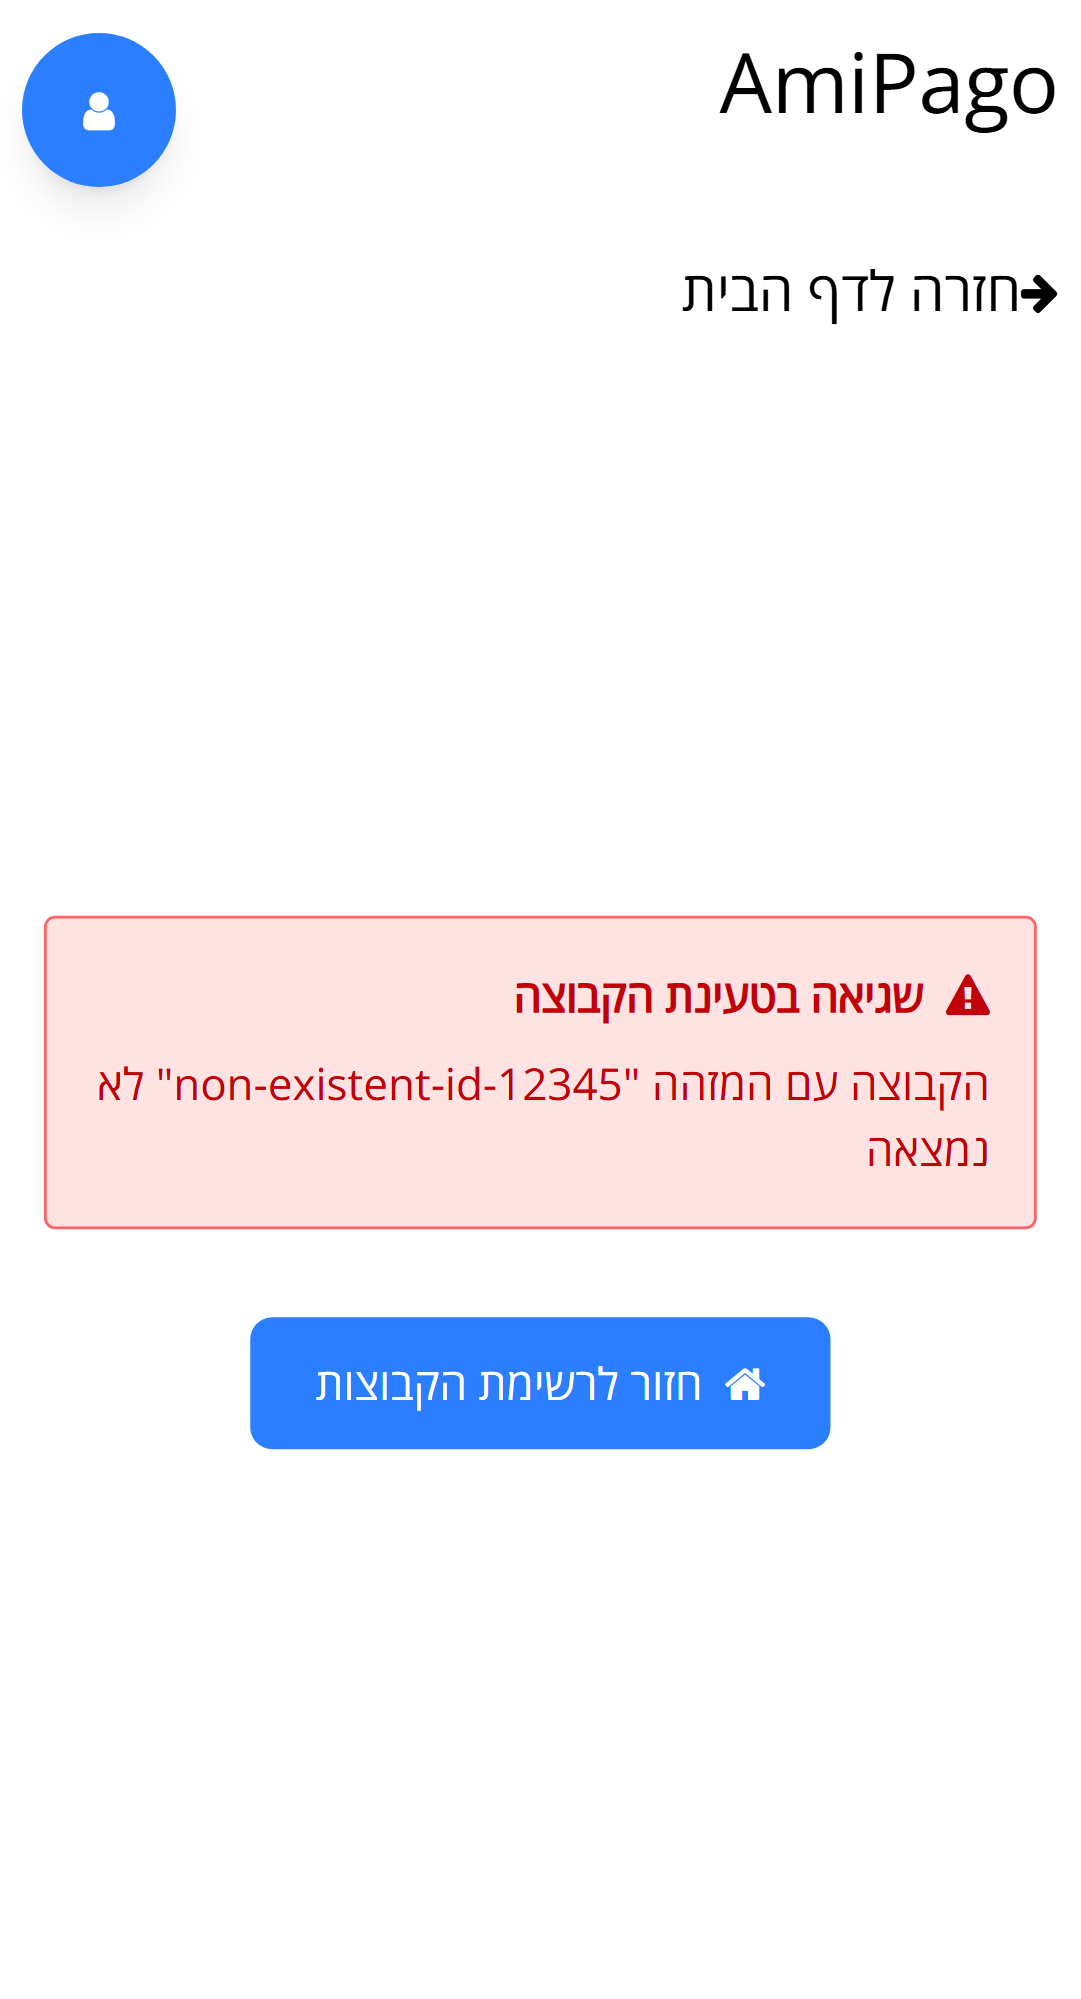 AmiPago
חזרה לדף הבית
שגיאה בטעינת הקבוצה
הקבוצה עם המזהה "non-existent-id-12345" לא
נמצאה
חזור לרשימת הקבוצות